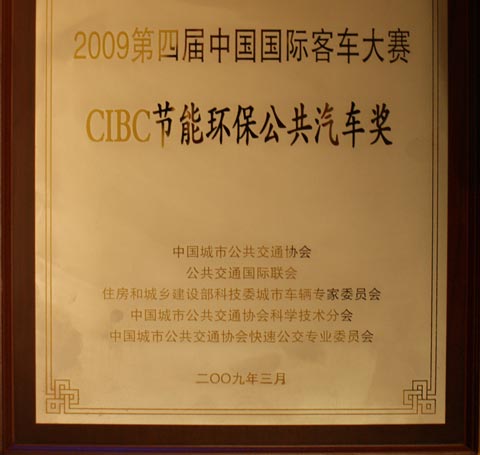 2009第四届中国国际客车大赛
CIBC节能环保公共汽车奖
中国城市公共交通协会
公共交通国际联会
住房和城乡建设部科技委城市车辆专家委员会
中国城市公共交通协会科学技术分会
中国城市公共交通协会快速公交专业委员会
二〇〇九年三月